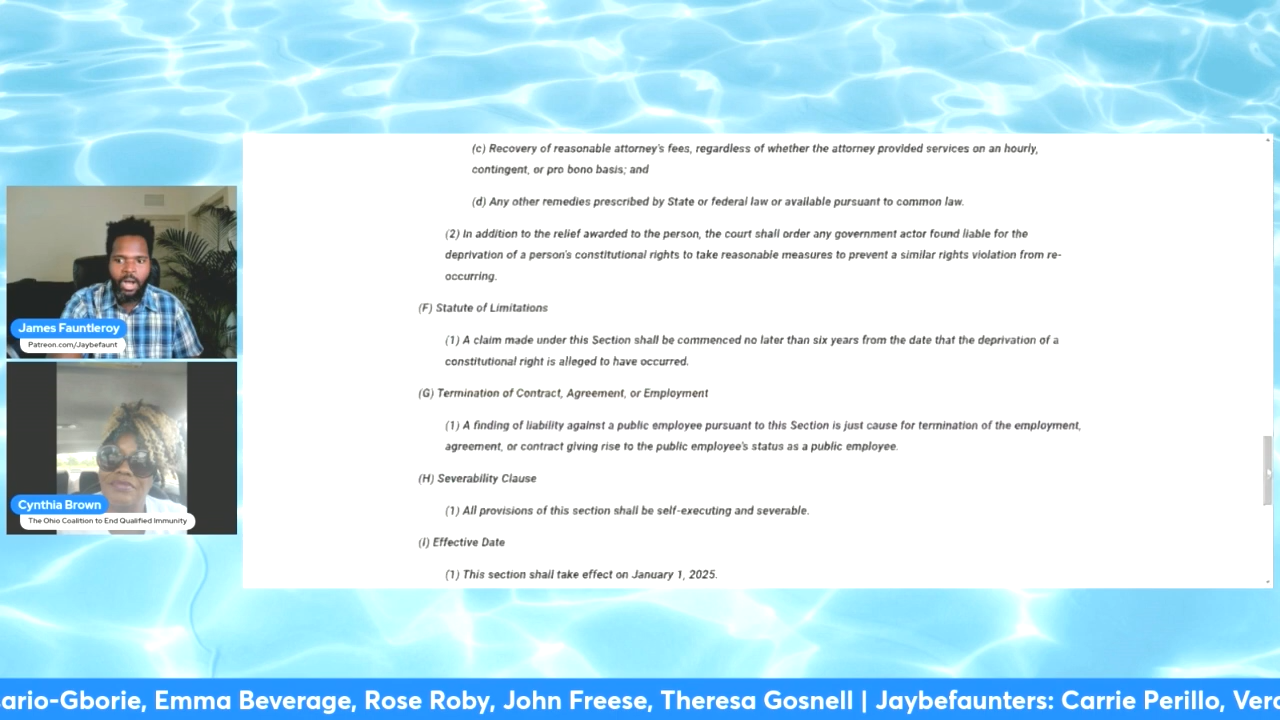 (c) Recovery of reasonable attorney's fees, regardless of whether the attorney provided services on an hourly,
contingent, or pro bono basis; and
(d) Any other remedies prescribed by State or federal law or available pursuant to common law.
(2) In addition to the relief awarded to the person, the court shall order any government actor found liable for the
deprivation of a person's constitutional rights to take reasonable measures to prevent a similar rights violation from re-
occurring.
(F) Statute of Limitations
(1) A claim made under this Section shall be commenced no later than six years from the date that the deprivation of a
constitutional right is alleged to have occurred.
(G) Termination of Contract, Agreement, or Employment
(1) A finding of liability against a public employee pursuant to this Section is just cause for termination of the employment,
agreement, or contract giving rise to the public employee's status as a public employee.
(H) Severability Clause
(1) All provisions of this section shall be self-executing and severable.
(I) Effective Date
(1) This section shall take effect on January 1, 2025.
James Fauntleroy
Patreon.com/Jaybefaunt
Cynthia Brown
The Ohio Coalition to End Qualified Immunity
ario-Gborie, Emma Beverage, Rose Roby, John Freese, Theresa Gosnell | Jaybefaunters: Carrie Perillo, Ver